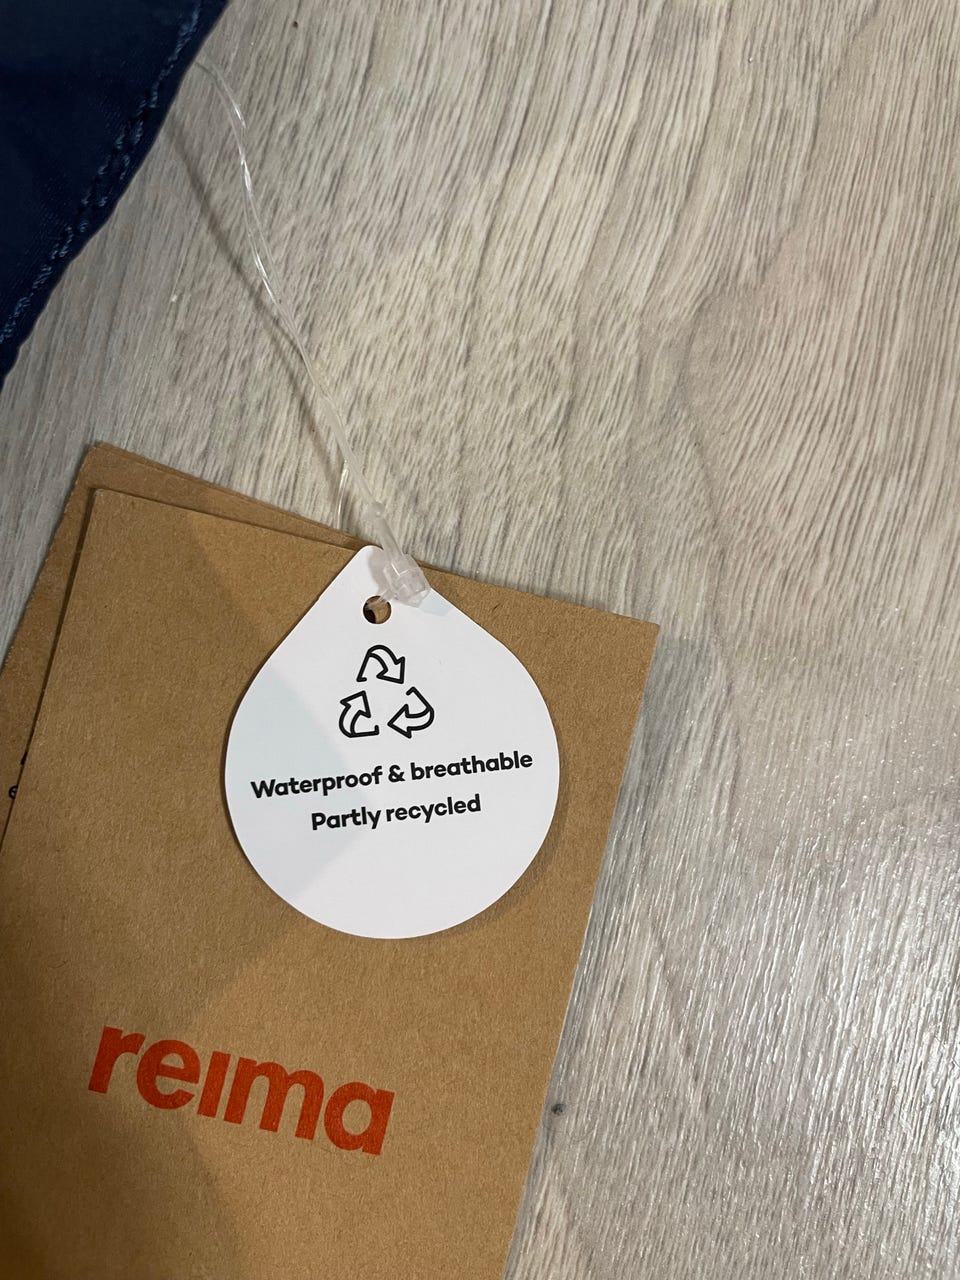 Waterproof & breathable
Partly recycled
reima